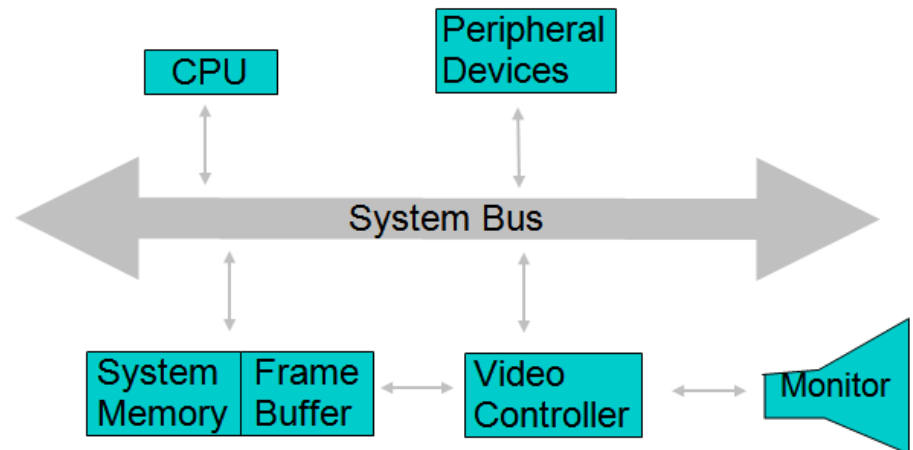 CPU
Peripheral
Devices
System Bus
System
Memory
Frame
Buffer
Video
Controller
Monitor